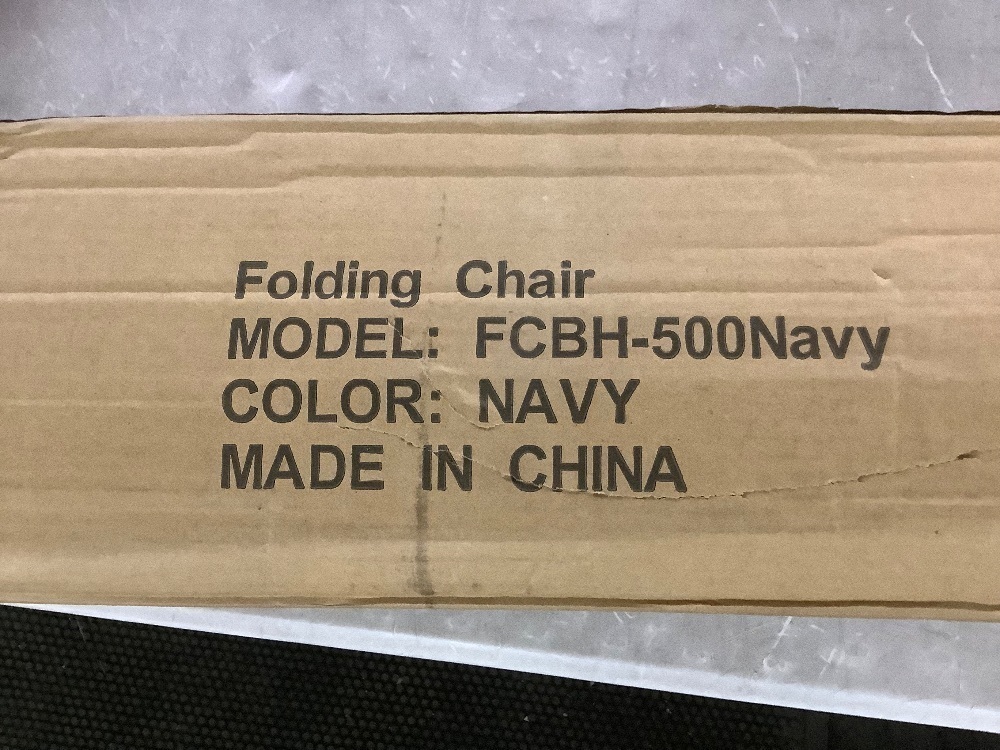 Folding Chair
MODEL: FCBH-500Navy
COLOR: NAVY
MADE IN CHINA